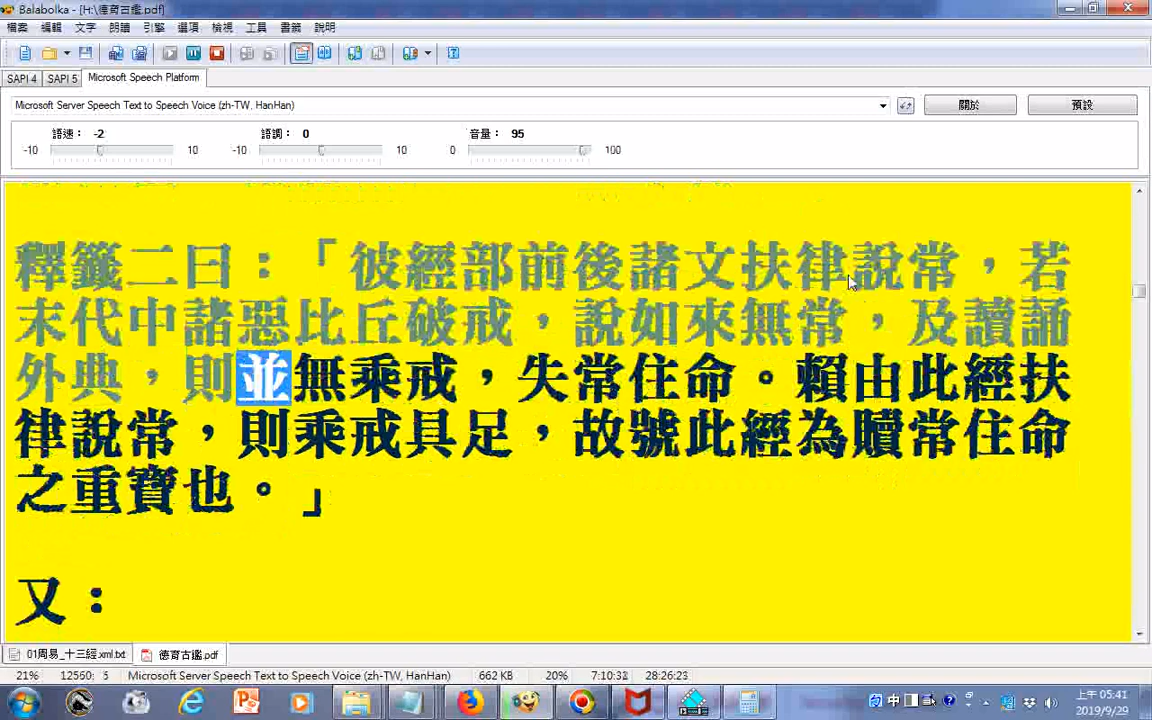 Balabolka - [H:\德育古鑑.pdf]
檔案 編輯 文字 朗讀 引擎 選項 檢視 工具 書籤 說明
SAPI 4 SAPI 5 Microsoft Speech Platform
Microsoft Server Speech Text to Speech Voice (zh-TW, HanHan)
關於 預設
語速： -2 語調： 0 音量： 95
-10 10 -10 10 0 100
釋籤二曰：「彼經部前後諸文扶律說常，若
末代中諸惡比丘破戒，說如來無常，及讀誦
外典，則並無乘戒，失常住命。賴由此經扶
律說常，則乘戒具足，故號此經為贖常住命
之重寶也。」
又：
01周易_十三經.xml.txt 德育古鑑.pdf
21% 12560: 5 Microsoft Server Speech Text to Speech Voice (zh-TW, HanHan) 662 KB 20% 7:10:32 28:26:23
中 上午 05:41
2019/9/29